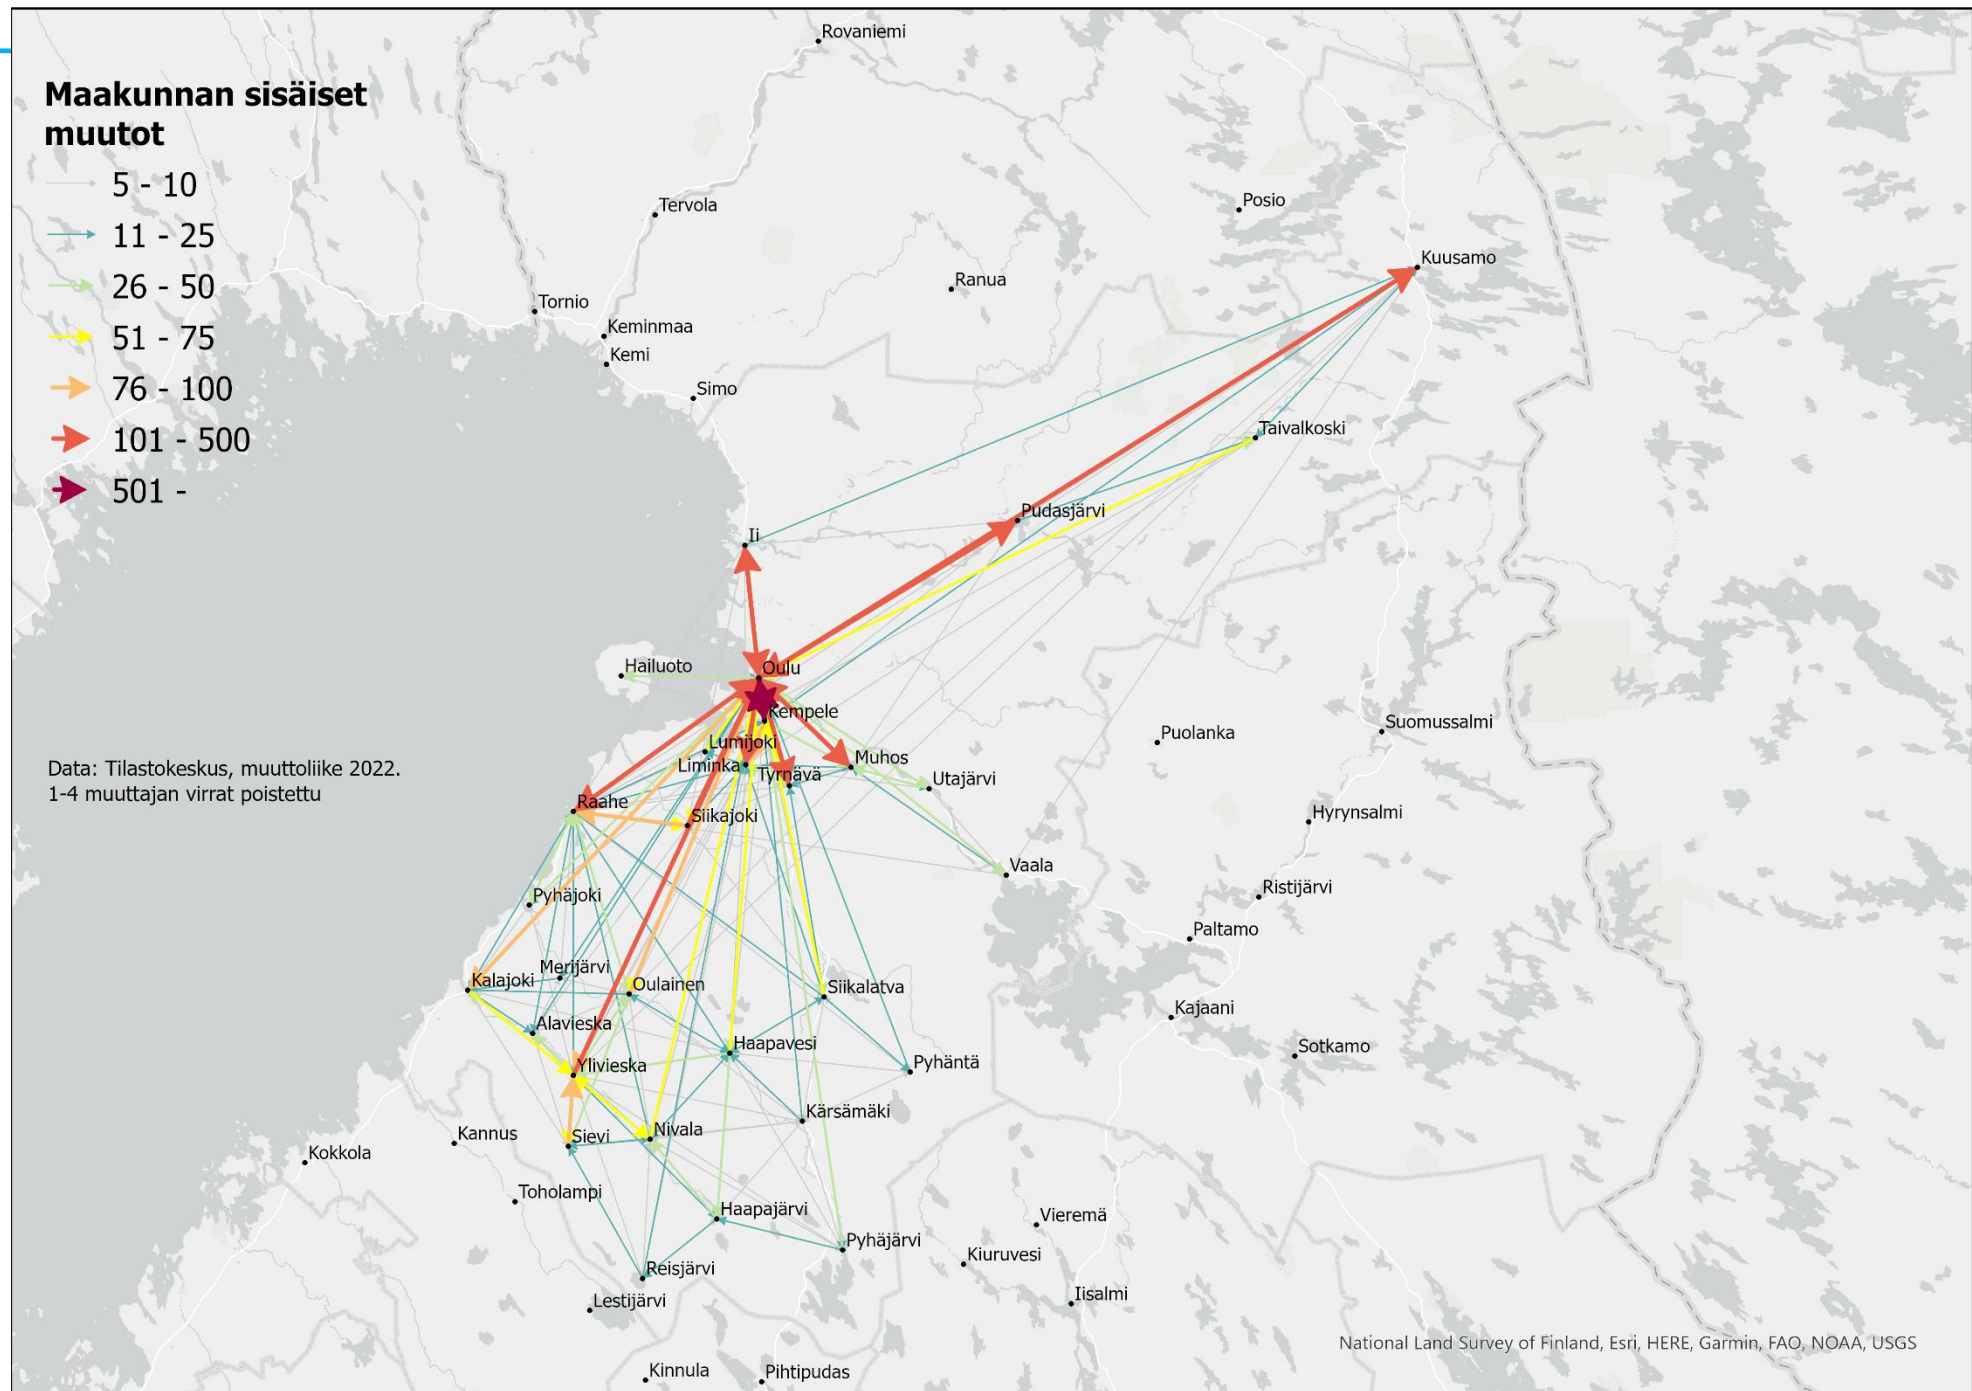 Maakunnan sisäiset
muutot
5 - 10
11 - 25
26 - 50
51 - 75
76 - 100
101 - 500
501 -
Data: Tilastokeskus, muuttoliike 2022.
1-4 muuttajan virrat poistettu
Rovaniemi
Tervola
Posio
Kuusamo
Ranua
Tornio
Keminmaa
Kemi
Simo
Taivalkoski
Pudasjärvi
Ii
Hailuoto
Oulu
Kempele
Suomussalmi
Puolanka
Lumijoki
Muhos
Liminka
Tyrnävä
Utajärvi
Raahe
Siikajoki
Hyrynsalmi
Vaala
Ristijärvi
Pyhäjoki
Paltamo
Merijärvi
Kalajoki
Oulainen
Siikalatva
Kajaani
Alavieska
Haapavesi
Sotkamo
Ylivieska
Pyhäntä
Kärsämäki
Kannus
Sievi
Nivala
Kokkola
Toholampi
Haapajärvi
Vieremä
Pyhäjärvi
Kiuruvesi
Reisjärvi
Lestijärvi
Iisalmi
National Land Survey of Finland, Esri, HERE, Garmin, FAO, NOAA, USGS
Kinnula
Pihtipudas